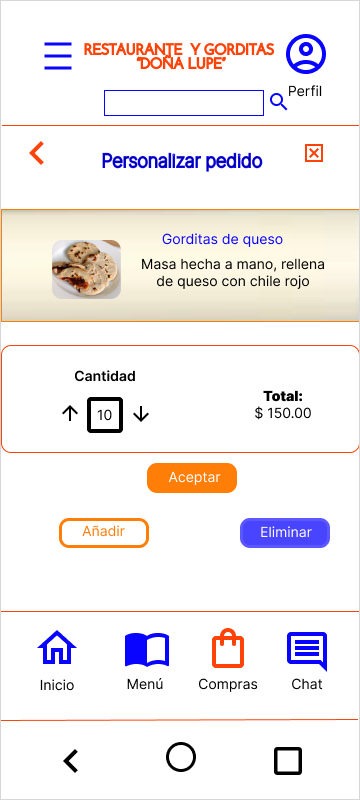 RESTAURANTE Y GORDITAS
“DOÑA LUPE”
Perfil
Personalizar pedido
Gorditas de queso
Masa hecha a mano, rellena
de queso con chile rojo
Cantidad
10
Total:
$ 150.00
Aceptar
Añadir
Eliminar
Inicio
Menú
Compras
Chat